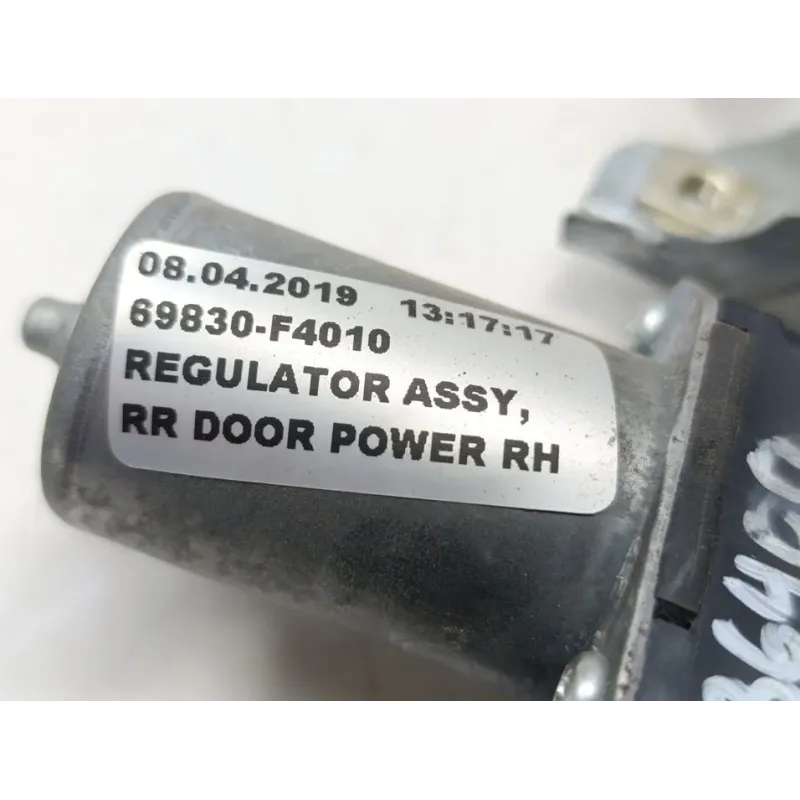 08.04.2019 13:17:17
69830-F4010
REGULATOR ASSY,
RR DOOR POWER RH